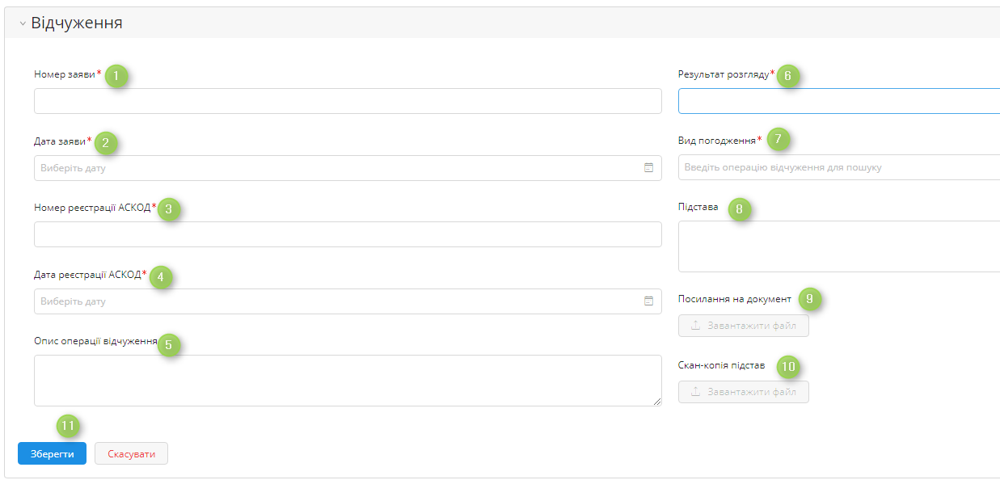 Відчуження
Номер заяви* 1
Дата заяви* 2
Виберіть дату
Номер реєстрації АСКОД* 3
Дата реєстрації АСКОД* 4
Виберіть дату
Опис операції відчуження 5
Результат розгляду* 6
Вид погодження* 7
Введіть операцію відчуження для пошуку
Підстава 8
Посилання на документ 9
Завантажити файл
Скан-копія підстав 10
Завантажити файл
11
Зберегти Скасувати